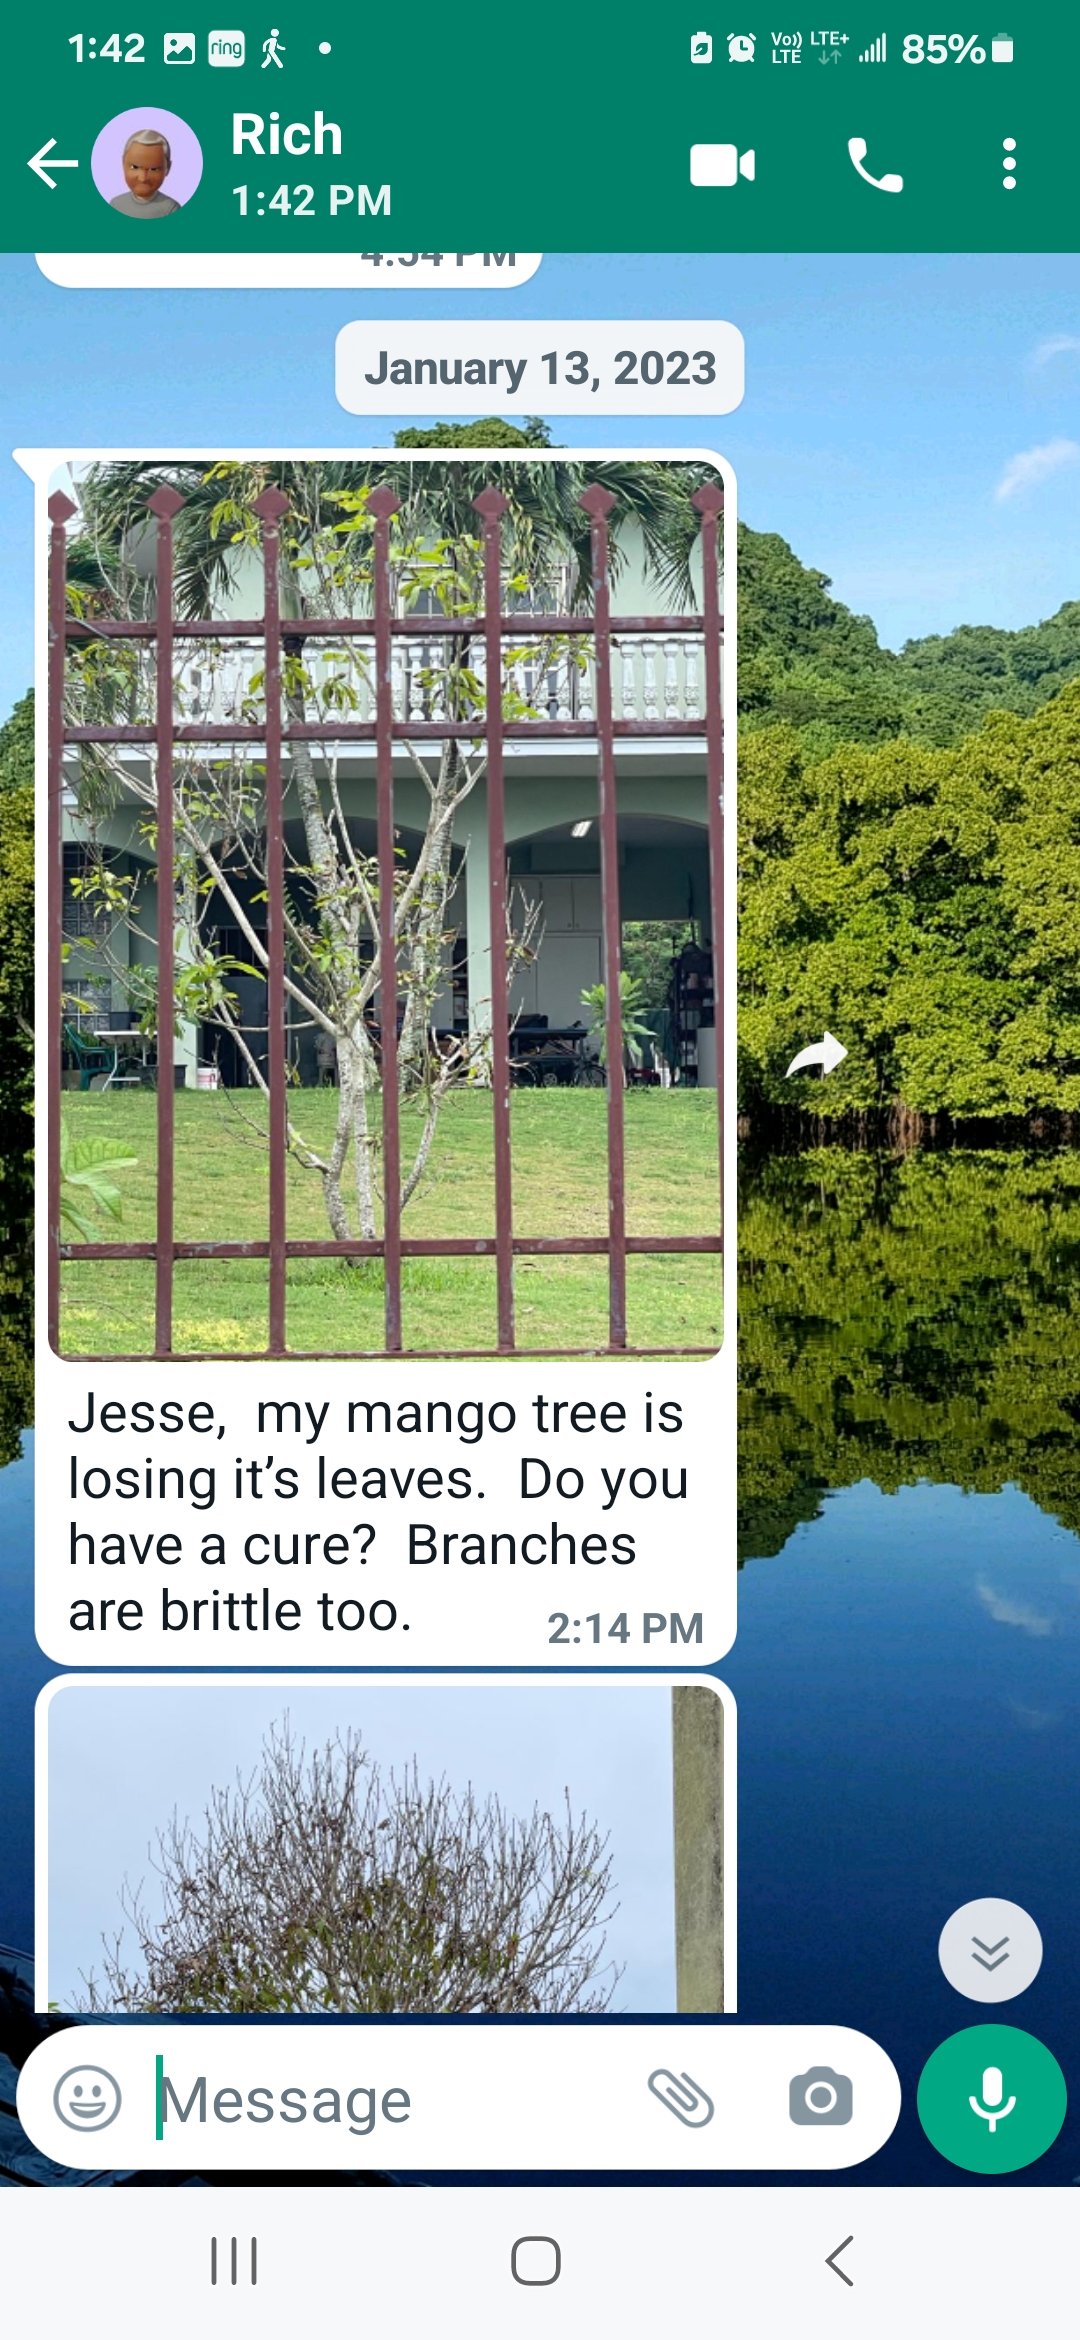 1:42 ring Vo)) LTE LTE+ 85%
Rich
1:42 PM
4:54 PM
January 13, 2023
Jesse,  my mango tree is
losing it’s leaves.  Do you
have a cure?  Branches
are brittle too.
2:14 PM
Message